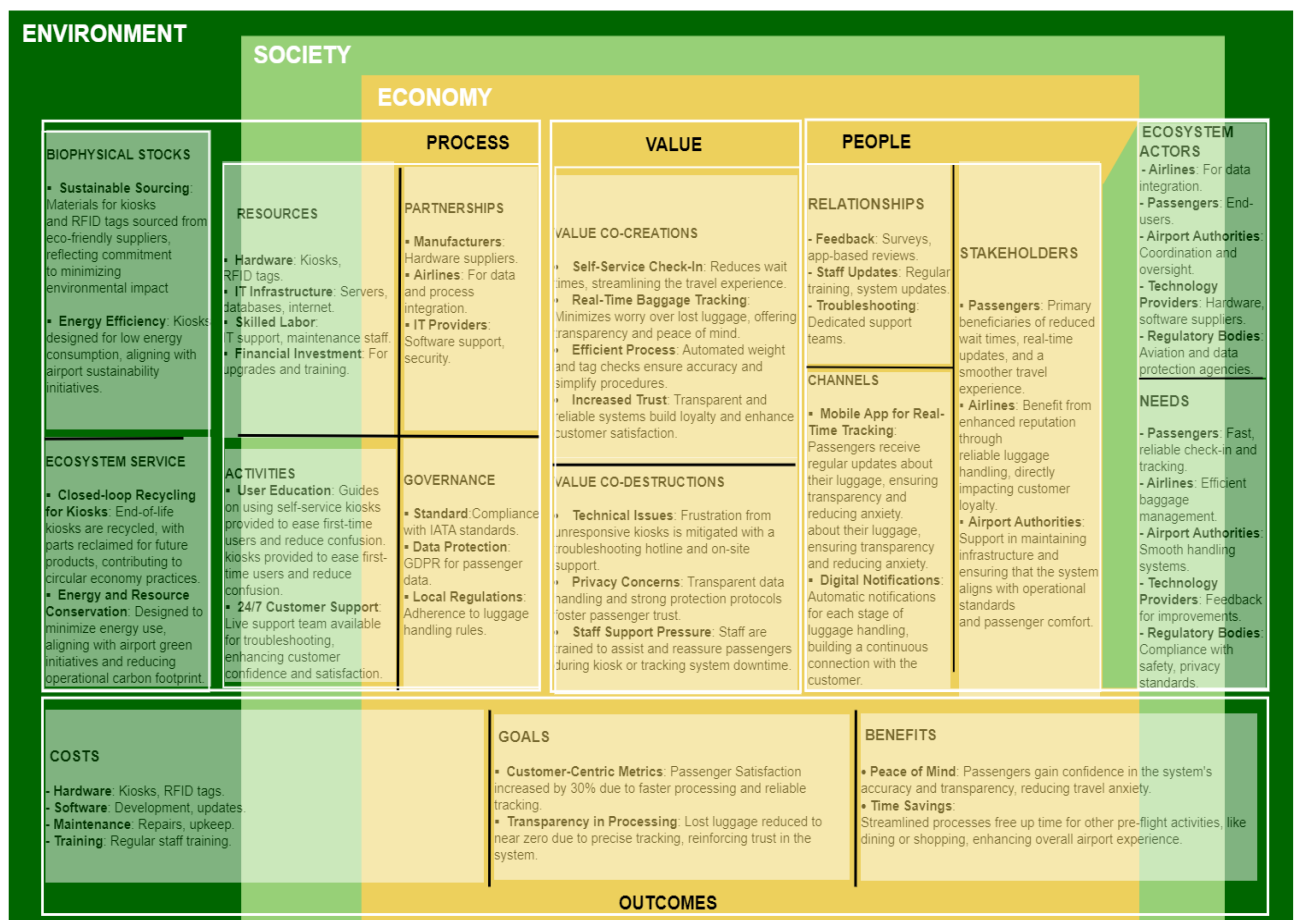 ENVIRONMENT
SOCIETY
ECONOMY
PROCESS
BIOPHYSICAL STOCKS
▪ Sustainable Sourcing:
Materials for kiosks
and RFID tags sourced from
eco-friendly suppliers,
reflecting commitment
to minimizing
environmental impact
▪ Energy Efficiency: Kiosks
designed for low energy
consumption, aligning with
airport sustainability
initiatives.
ECOSYSTEM SERVICE
▪ Closed-loop Recycling
for Kiosks: End-of-life
kiosks are recycled, with
parts reclaimed for future
products, contributing to
circular economy practices.
▪ Energy and Resource
Conservation: Designed to
minimize energy use,
aligning with airport green
initiatives and reducing
operational carbon footprint.
RESOURCES
▪ Hardware: Kiosks,
RFID tags.
▪ IT Infrastructure: Servers,
databases, internet.
▪ Skilled Labor:
IT support, maintenance staff.
▪ Financial Investment: For
upgrades and training.
ACTIVITIES
▪ User Education: Guides
on using self-service kiosks
provided to ease first-time
users and reduce confusion.
kiosks provided to ease first-
time users and reduce
confusion.
▪ 24/7 Customer Support:
Live support team available
for troubleshooting,
enhancing customer
confidence and satisfaction.
PARTNERSHIPS
▪ Manufacturers:
Hardware suppliers.
▪ Airlines: For data
and process
integration.
▪ IT Providers:
Software support,
security.
GOVERNANCE
▪ Standard:Compliance
with IATA standards.
▪ Data Protection:
GDPR for passenger
data.
▪ Local Regulations:
Adherence to luggage
handling rules.
VALUE
VALUE CO-CREATIONS
• Self-Service Check-In: Reduces wait
times, streamlining the travel experience.
• Real-Time Baggage Tracking:
Minimizes worry over lost luggage, offering
transparency and peace of mind.
• Efficient Process: Automated weight
and tag checks ensure accuracy and
simplify procedures.
• Increased Trust: Transparent and
reliable systems build loyalty and enhance
customer satisfaction.
VALUE CO-DESTRUCTIONS
• Technical Issues: Frustration from
unresponsive kiosks is mitigated with a
troubleshooting hotline and on-site
support.
• Privacy Concerns: Transparent data
handling and strong protection protocols
foster passenger trust.
• Staff Support Pressure: Staff are
trained to assist and reassure passengers
during kiosk or tracking system downtime.
PEOPLE
RELATIONSHIPS
- Feedback: Surveys,
app-based reviews.
- Staff Updates: Regular
training, system updates.
- Troubleshooting:
Dedicated support
teams.
CHANNELS
▪ Mobile App for Real-
Time Tracking:
Passengers receive
regular updates about
their luggage, ensuring
transparency and
reducing anxiety.
about their luggage,
ensuring transparency
and reducing anxiety.
▪ Digital Notifications:
Automatic notifications
for each stage of
luggage handling,
building a continuous
connection with the
customer.
STAKEHOLDERS
▪ Passengers: Primary
beneficiaries of reduced
wait times, real-time
updates, and a
smoother travel
experience.
▪ Airlines: Benefit from
enhanced reputation
through
reliable luggage
handling, directly
impacting customer
loyalty.
▪ Airport Authorities:
Support in maintaining
infrastructure and
ensuring that the system
aligns with operational
standards
and passenger comfort.
ECOSYSTEM
ACTORS
- Airlines: For data
integration.
- Passengers: End-
users.
- Airport Authorities:
Coordination and
oversight.
- Technology
Providers: Hardware,
software suppliers.
- Regulatory Bodies:
Aviation and data
protection agencies.
NEEDS
- Passengers: Fast,
reliable check-in and
tracking.
- Airlines: Efficient
baggage
management.
- Airport Authorities:
Smooth handling
systems.
- Technology
Providers: Feedback
for improvements.
- Regulatory Bodies:
Compliance with
safety, privacy
standards.
COSTS
- Hardware: Kiosks, RFID tags.
- Software: Development, updates.
- Maintenance: Repairs, upkeep.
- Training: Regular staff training.
GOALS
▪ Customer-Centric Metrics: Passenger Satisfaction
increased by 30% due to faster processing and reliable
tracking.
▪ Transparency in Processing: Lost luggage reduced to
near zero due to precise tracking, reinforcing trust in the
system.
BENEFITS
• Peace of Mind: Passengers gain confidence in the system's
accuracy and transparency, reducing travel anxiety.
• Time Savings:
Streamlined processes free up time for other pre-flight activities, like
dining or shopping, enhancing overall airport experience.
OUTCOMES